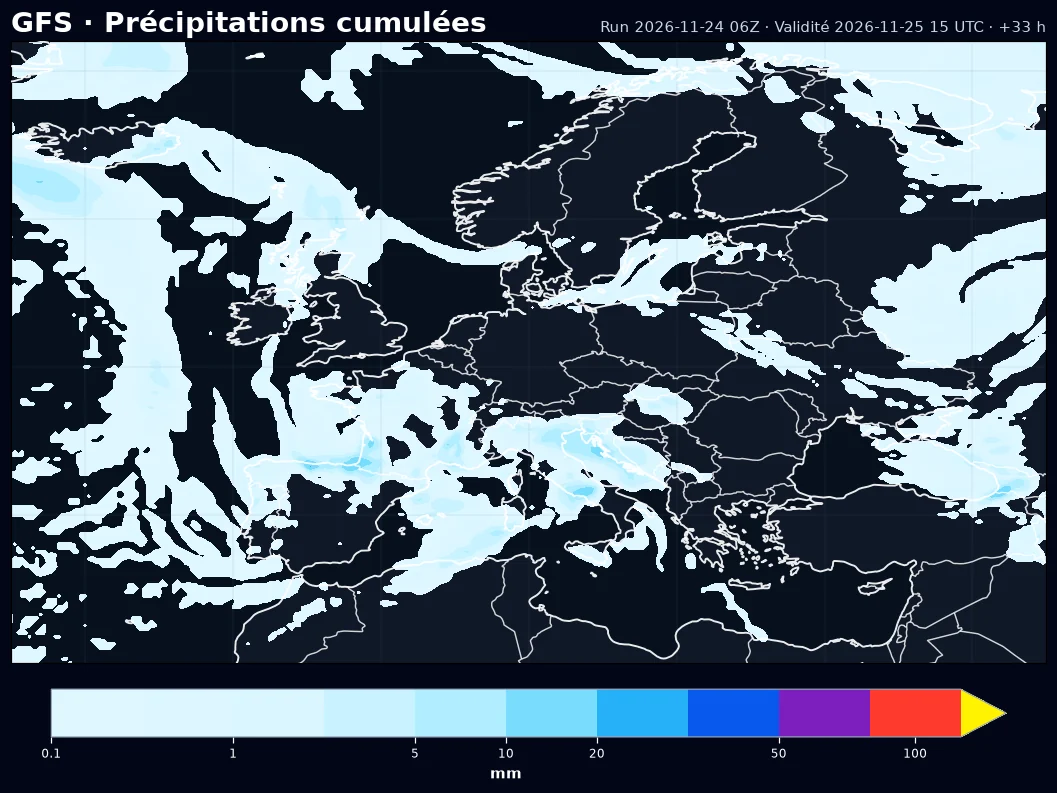 GFS · Précipitations cumulées
Run 2026-11-24 06Z · Validité 2026-11-25 15 UTC · +33 h
0.1 1 5 10 20 50 100
mm